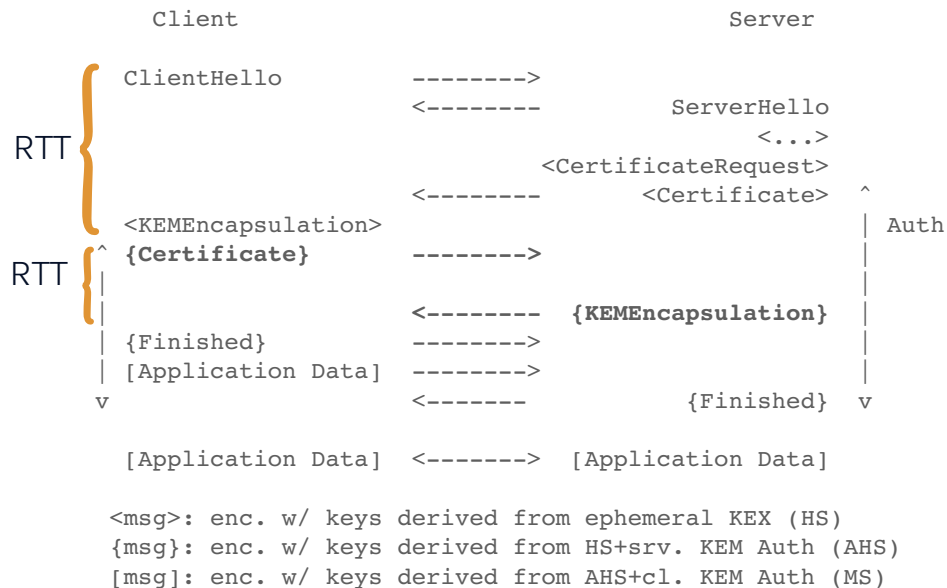 Client Server
ClientHello -------->
<-------- ServerHello
<...>
RTT
<CertificateRequest>
<-------- <Certificate> ^
<KEMEncapsulation> | Auth
^ {Certificate} --------> |
RTT
| |
| <-------- {KEMEncapsulation} |
| {Finished} --------> |
| [Application Data] --------> |
v <------- {Finished} v
[Application Data] <-------> [Application Data]
<msg>: enc. w/ keys derived from ephemeral KEX (HS)
{msg}: enc. w/ keys derived from HS+srv. KEM Auth (AHS)
[msg]: enc. w/ keys derived from AHS+cl. KEM Auth (MS)